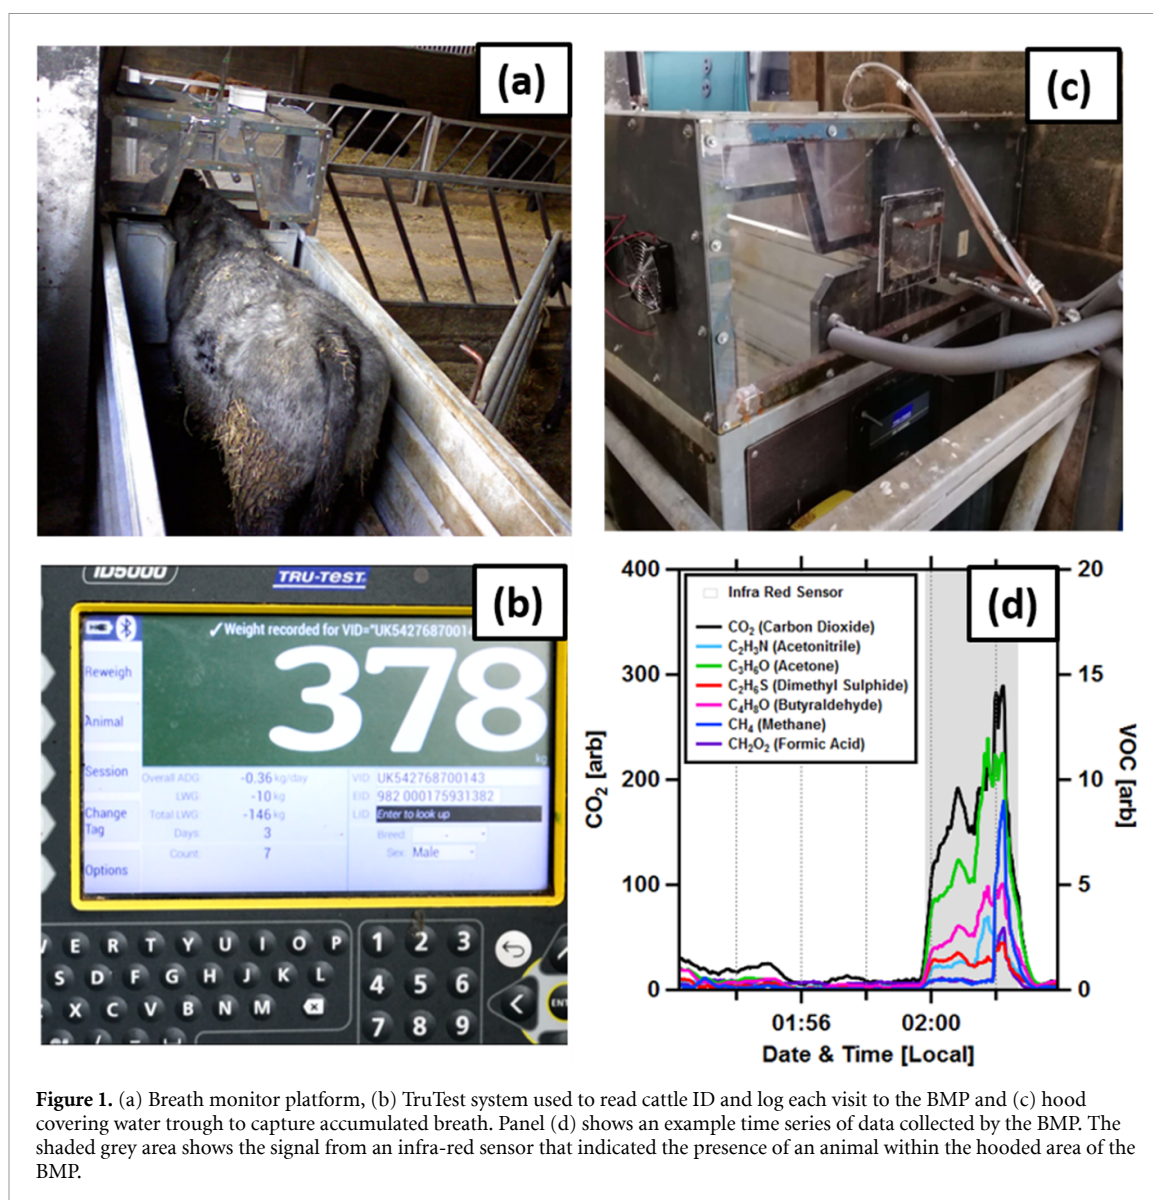 (a)
(c)
ID5000
TRU-TEST
(b)
✓Weight recorded for VID="UK54276870014
Reweigh
378
kg
Animal
Session
Change
Tag
Options
Overall ADG: -0.36 kg/day
LWG: -10 kg
Total LWG: -146 kg
Days: 3
Count: 7
VID: UK542768700143
EID: 982 000175931382
LID: Enter to look up
Breed: -
Sex: Male
E R T Y U I O P
S D F G H J K L
X C V B N M
1 2 3
4 5 6
7 8 9
ENT
(d)
400
300
200
100
0
CO₂ [arb]
20
15
10
5
0
VOC [arb]
Infra Red Sensor
CO₂ (Carbon Dioxide)
C₂H₃N (Acetonitrile)
C₃H₆O (Acetone)
C₂H₆S (Dimethyl Sulphide)
C₄H₈O (Butyraldehyde)
CH₄ (Methane)
CH₂O₂ (Formic Acid)
01:56 02:00
Date & Time [Local]
Figure 1. (a) Breath monitor platform, (b) TruTest system used to read cattle ID and log each visit to the BMP and (c) hood
covering water trough to capture accumulated breath. Panel (d) shows an example time series of data collected by the BMP. The
shaded grey area shows the signal from an infra-red sensor that indicated the presence of an animal within the hooded area of the
BMP.